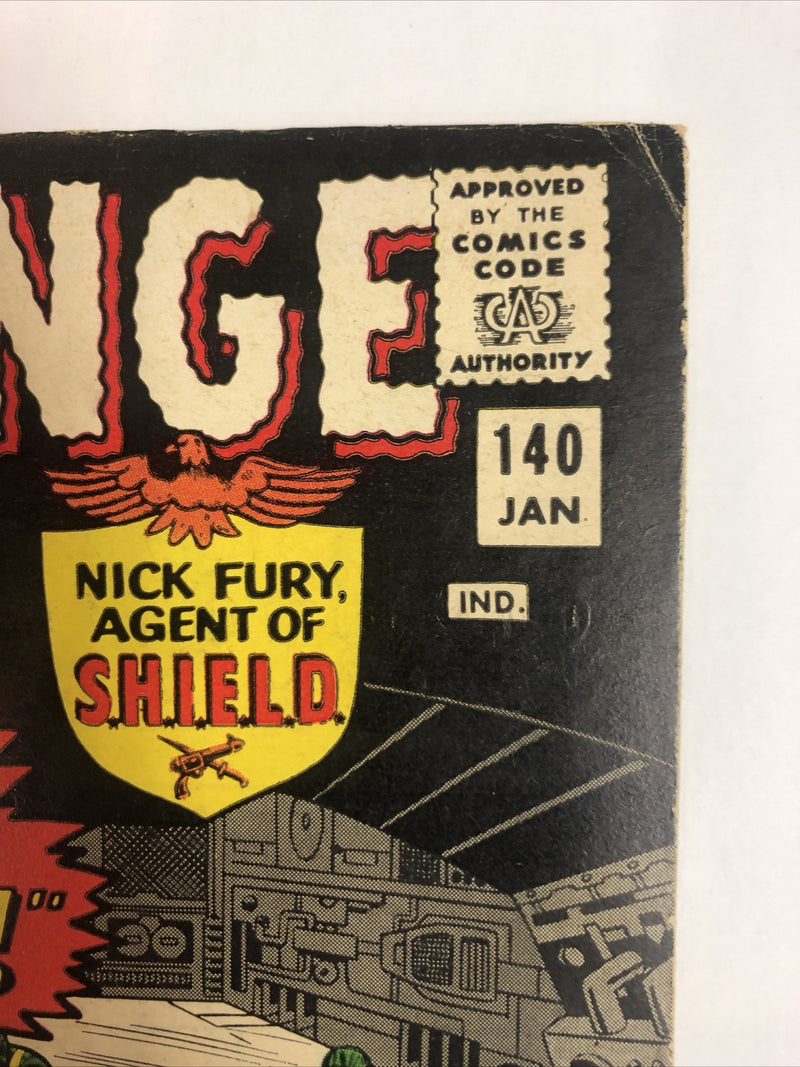 NGE
APPROVED
BY THE
COMICS
CODE
CA
AUTHORITY
140
JAN
IND.
NICK FURY,
AGENT OF
S.H.I.E.L.D.
!"